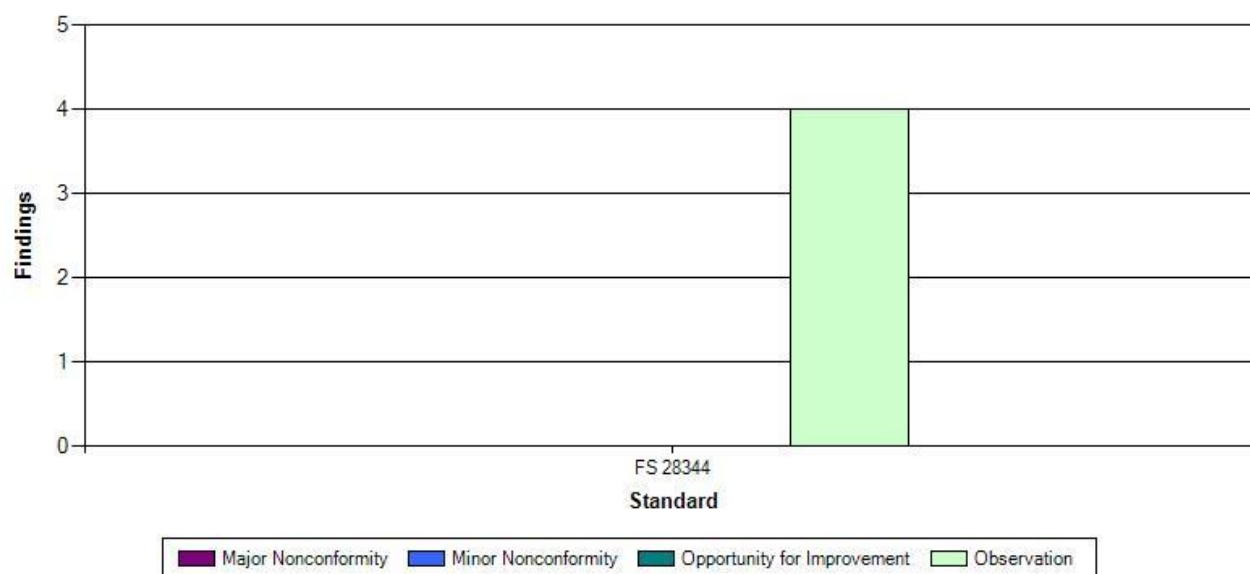 5
4
3
2
1
0
Findings
FS 28344
Standard
Major Nonconformity Minor Nonconformity Opportunity for Improvement Observation